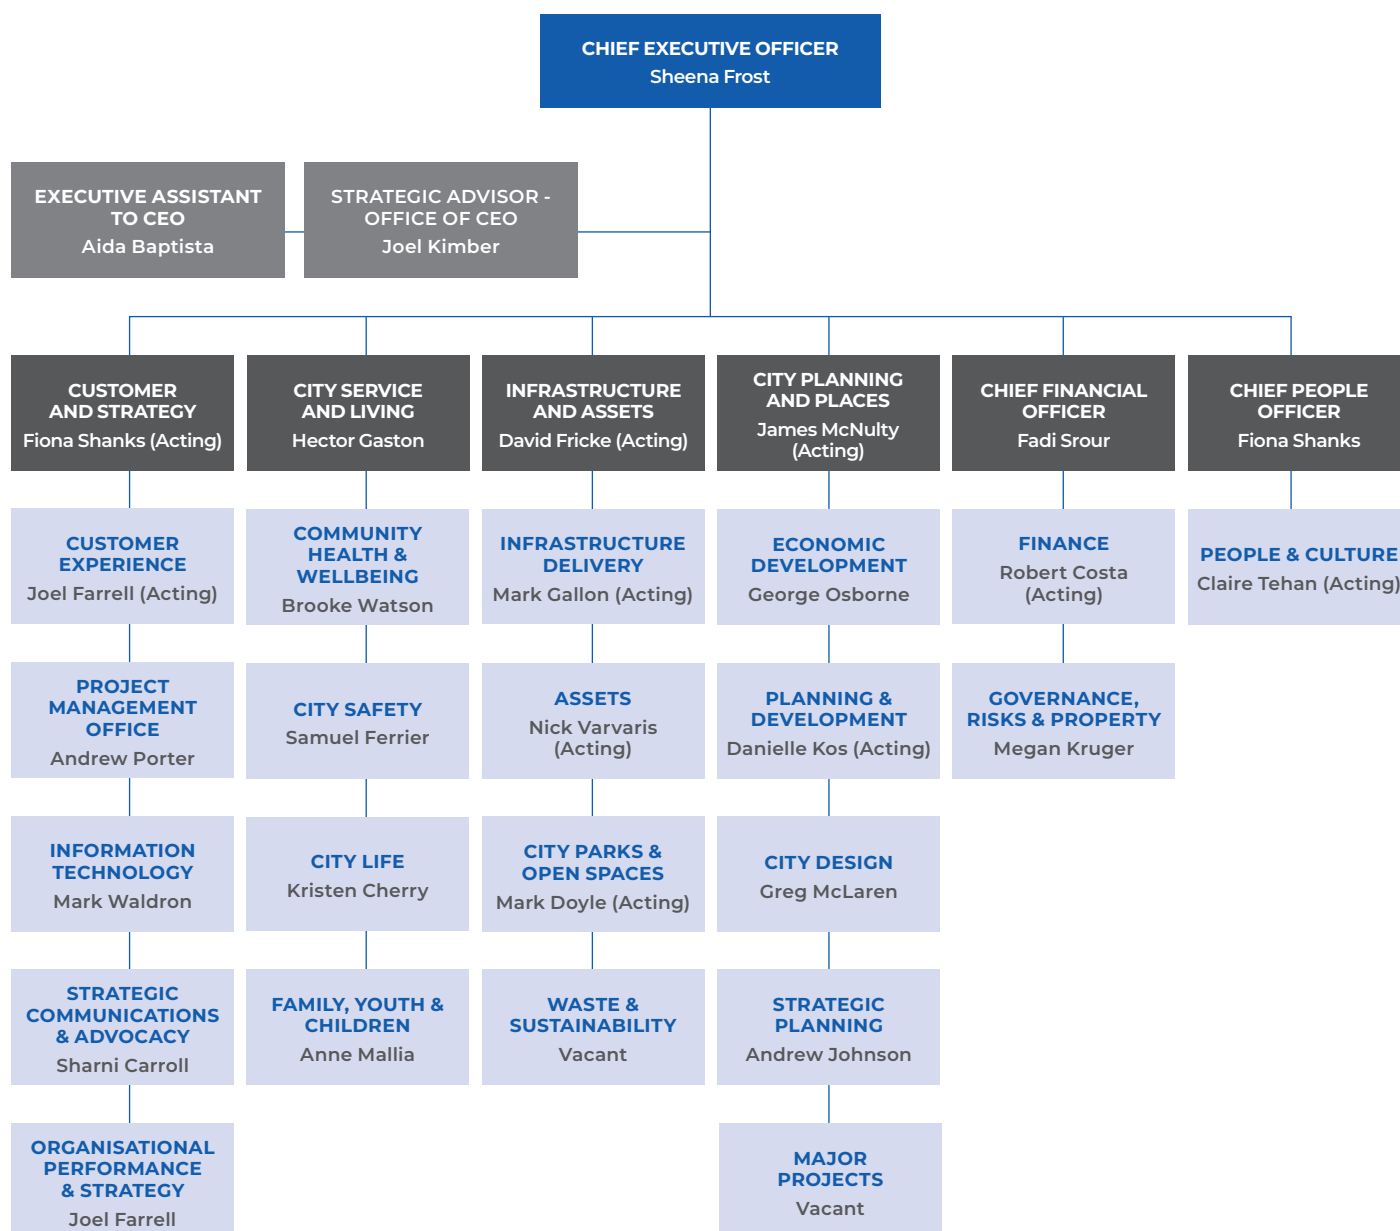 CHIEF EXECUTIVE OFFICER
Sheena Frost
EXECUTIVE ASSISTANT
TO CEO
Aida Baptista
STRATEGIC ADVISOR -
OFFICE OF CEO
Joel Kimber
CUSTOMER
AND STRATEGY
Fiona Shanks (Acting)
CITY SERVICE
AND LIVING
Hector Gaston
INFRASTRUCTURE
AND ASSETS
David Fricke (Acting)
CITY PLANNING
AND PLACES
James McNulty
(Acting)
CHIEF FINANCIAL
OFFICER
Fadi Srour
CHIEF PEOPLE
OFFICER
Fiona Shanks
CUSTOMER
EXPERIENCE
Joel Farrell (Acting)
COMMUNITY
HEALTH &
WELLBEING
Brooke Watson
INFRASTRUCTURE
DELIVERY
Mark Gallon (Acting)
ECONOMIC
DEVELOPMENT
George Osborne
FINANCE
Robert Costa
(Acting)
PEOPLE & CULTURE
Claire Tehan (Acting)
PROJECT
MANAGEMENT
OFFICE
Andrew Porter
CITY SAFETY
Samuel Ferrier
ASSETS
Nick Varvaris
(Acting)
PLANNING &
DEVELOPMENT
Danielle Kos (Acting)
GOVERNANCE,
RISKS & PROPERTY
Megan Kruger
INFORMATION
TECHNOLOGY
Mark Waldron
CITY LIFE
Kristen Cherry
CITY PARKS &
OPEN SPACES
Mark Doyle (Acting)
CITY DESIGN
Greg McLaren
STRATEGIC
COMMUNICATIONS
& ADVOCACY
Sharni Carroll
FAMILY, YOUTH &
CHILDREN
Anne Mallia
WASTE &
SUSTAINABILITY
Vacant
STRATEGIC
PLANNING
Andrew Johnson
ORGANISATIONAL
PERFORMANCE
& STRATEGY
Joel Farrell
MAJOR
PROJECTS
Vacant